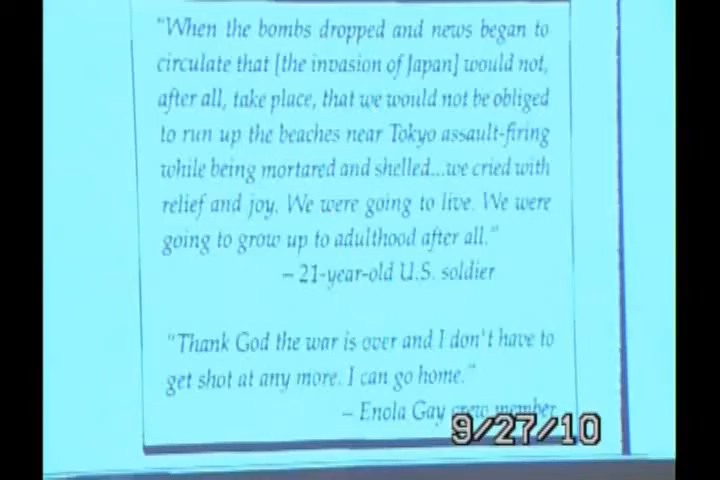 "When the bombs dropped and news began to
circulate that [the invasion of Japan] would not,
after all, take place, that we would not be obliged
to run up the beaches near Tokyo assault-firing
while being mortared and shelled...we cried with
relief and joy. We were going to live. We were
going to grow up to adulthood after all."
– 21-year-old U.S. soldier
"Thank God the war is over and I don't have to
get shot at any more. I can go home."
– Enola Gay crew member
9/27/10